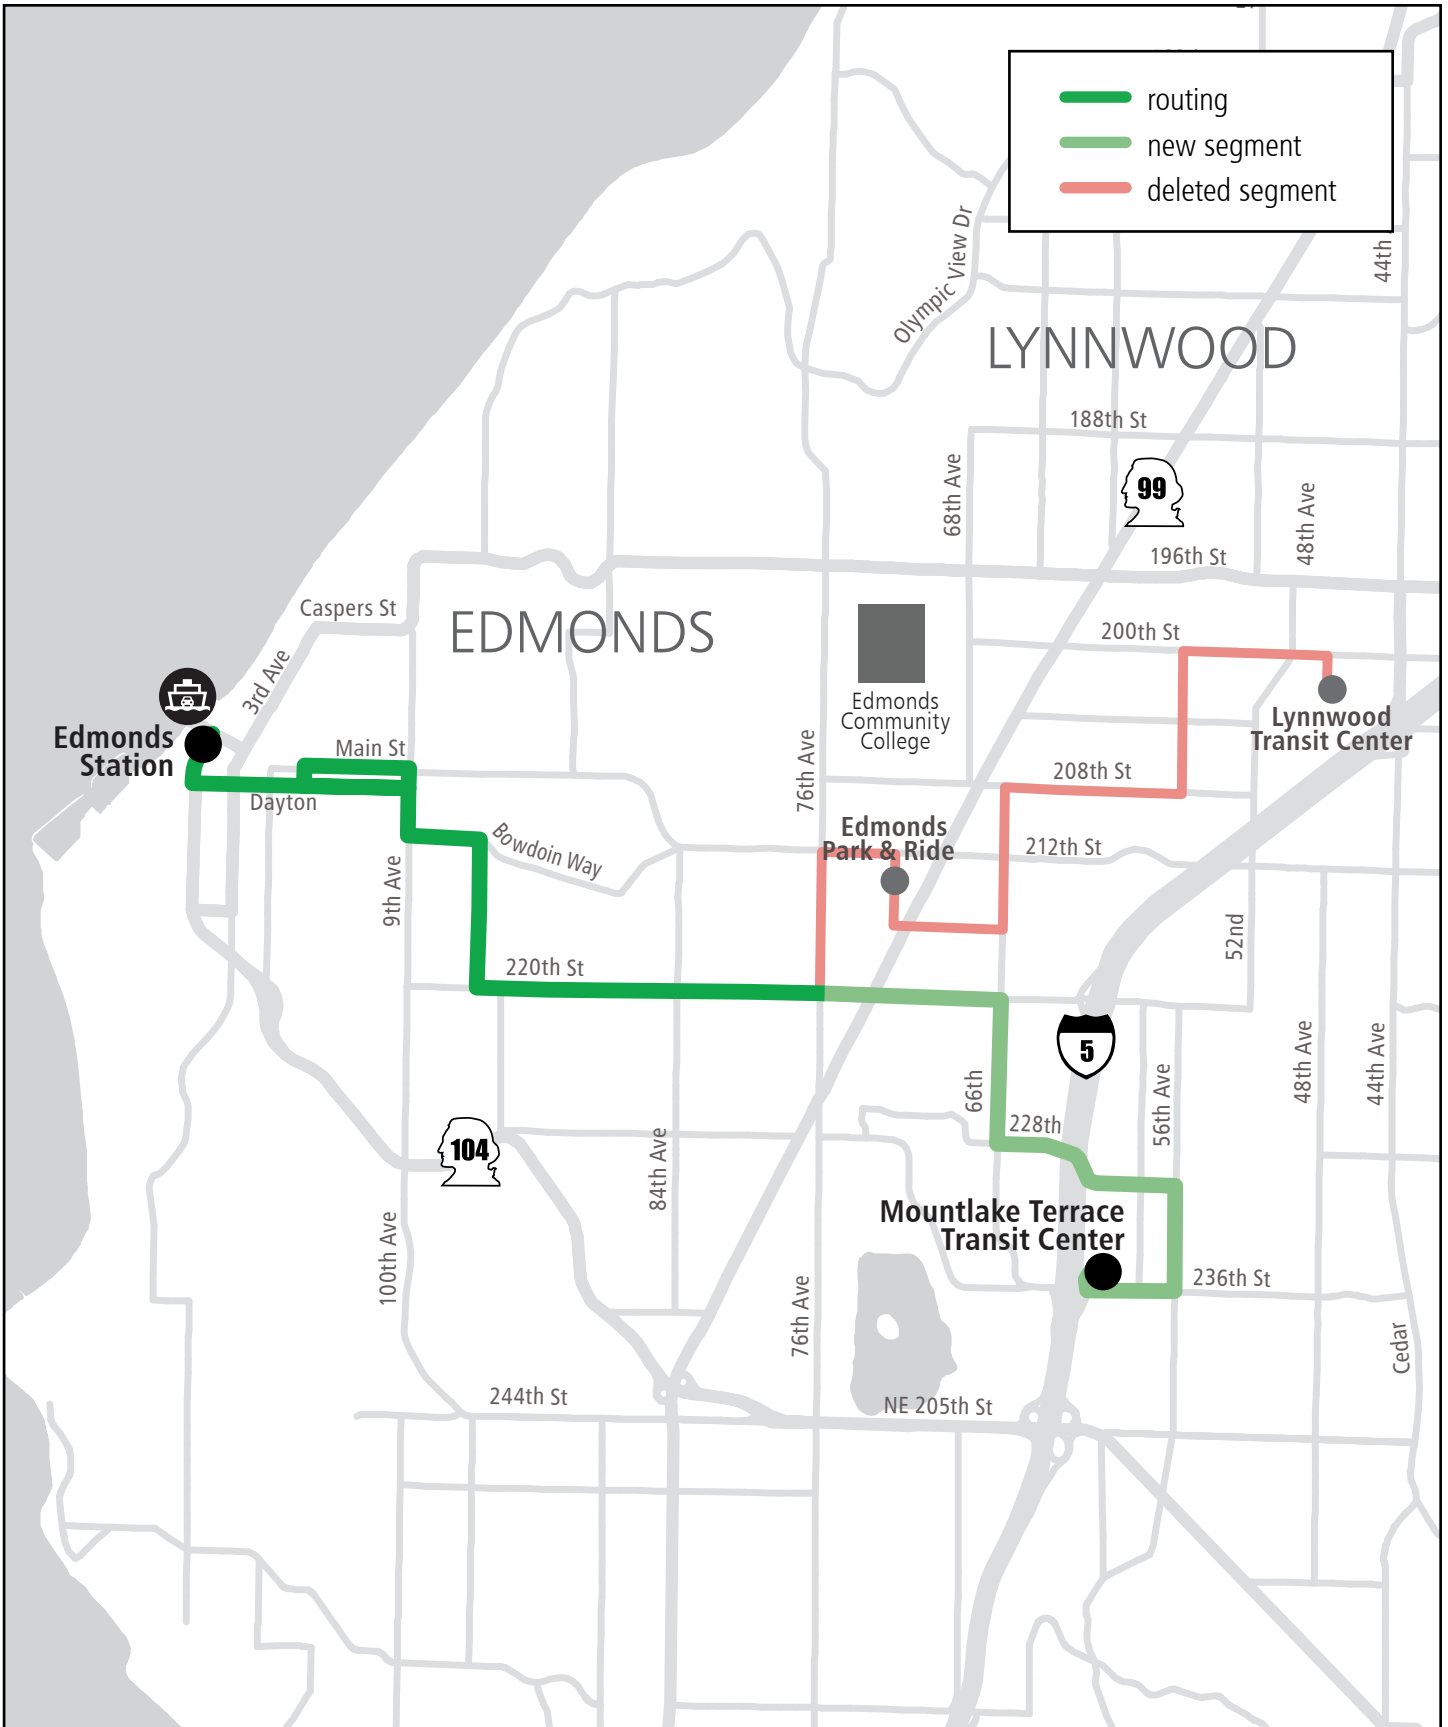 routing
new segment
deleted segment
44th
Olympic View Dr
LYNNWOOD
188th St
68th Ave
99
48th Ave
196th St
Caspers St
EDMONDS
200th St
3rd Ave
Edmonds
Community
College
Edmonds
Station
Lynnwood
Transit Center
Main St
76th Ave
208th St
Dayton
Edmonds
Park & Ride
Bowdoin Way
212th St
9th Ave
52nd
220th St
5
66th
56th Ave
48th Ave
44th Ave
228th
104
84th Ave
Mountlake Terrace
Transit Center
100th Ave
236th St
76th Ave
Cedar
244th St
NE 205th St